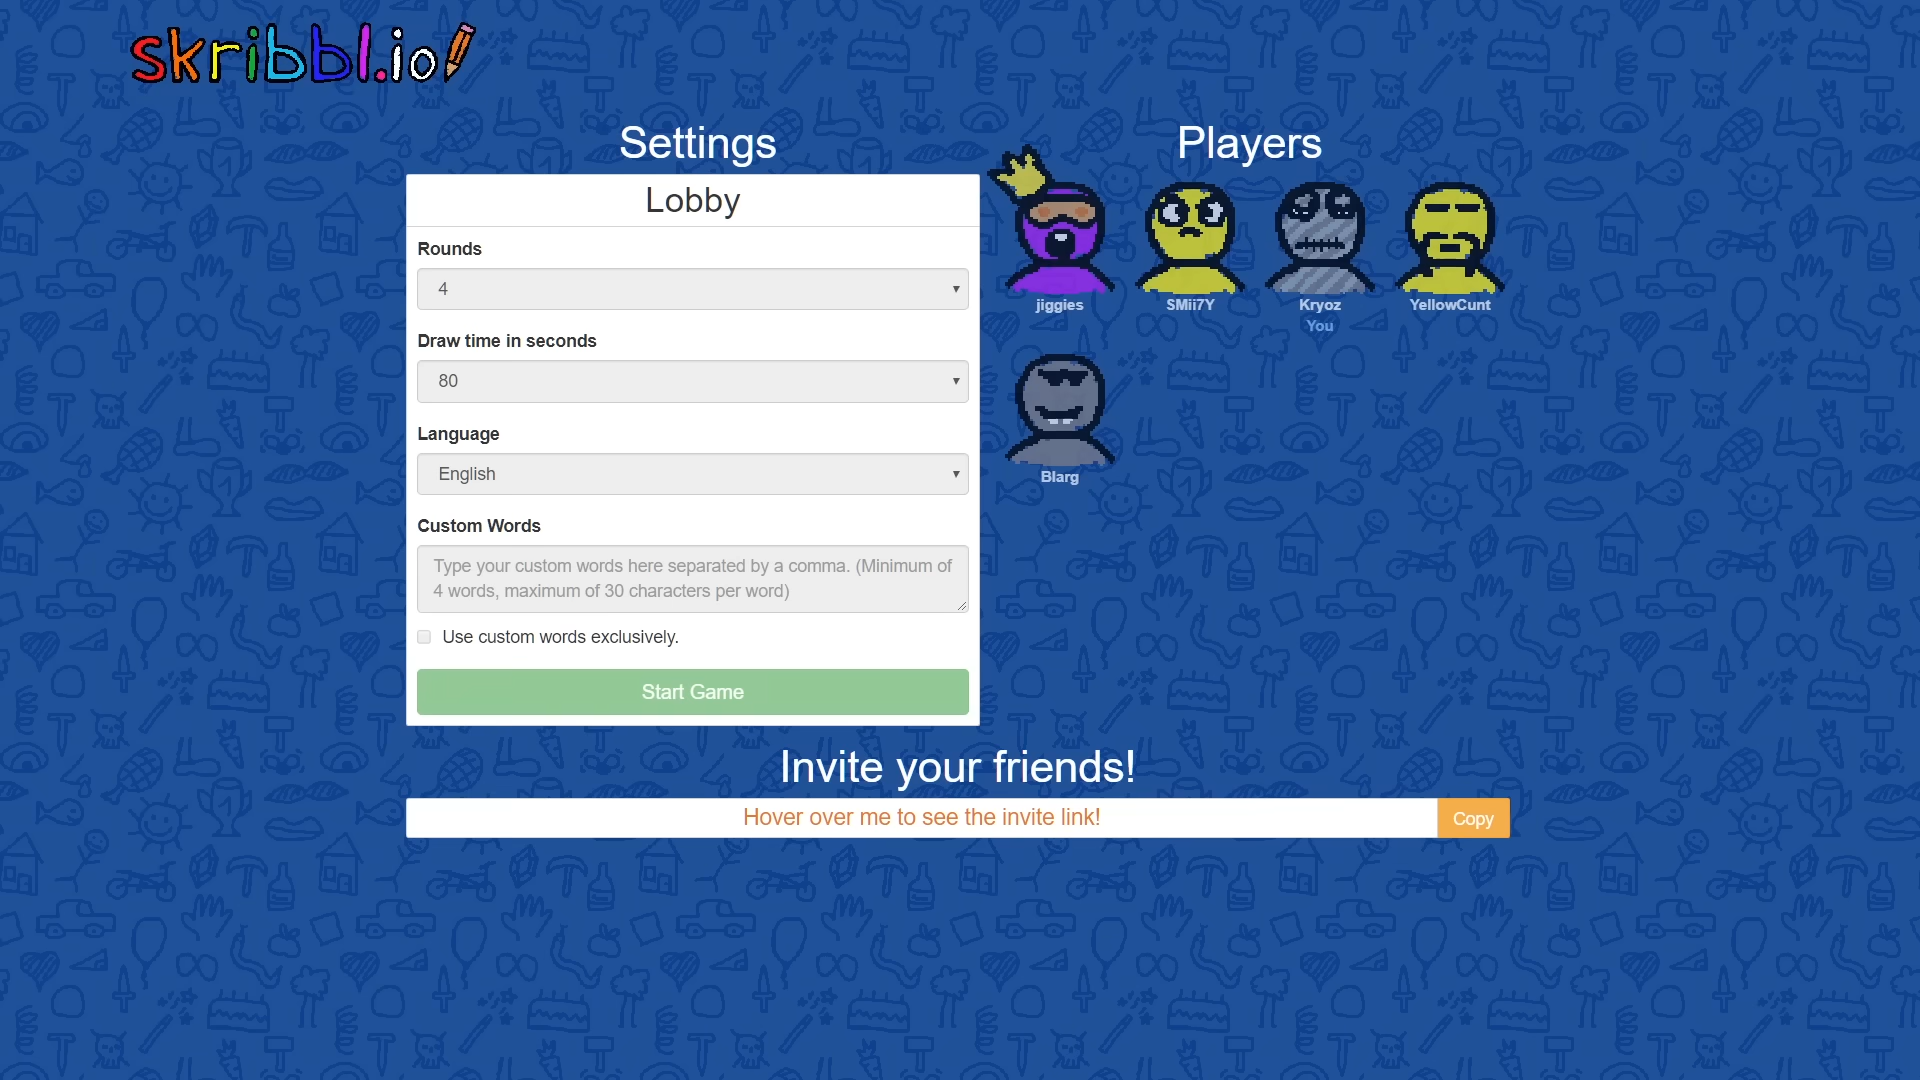 skribbl.io
Settings
Players
Lobby
Rounds
4
Draw time in seconds
80
Language
English
Custom Words
Type your custom words here separated by a comma. (Minimum of
4 words, maximum of 30 characters per word)
Use custom words exclusively.
Start Game
jiggies
SMii7Y
Kryoz
You
YellowCunt
Blarg
Invite your friends!
Hover over me to see the invite link!
Copy